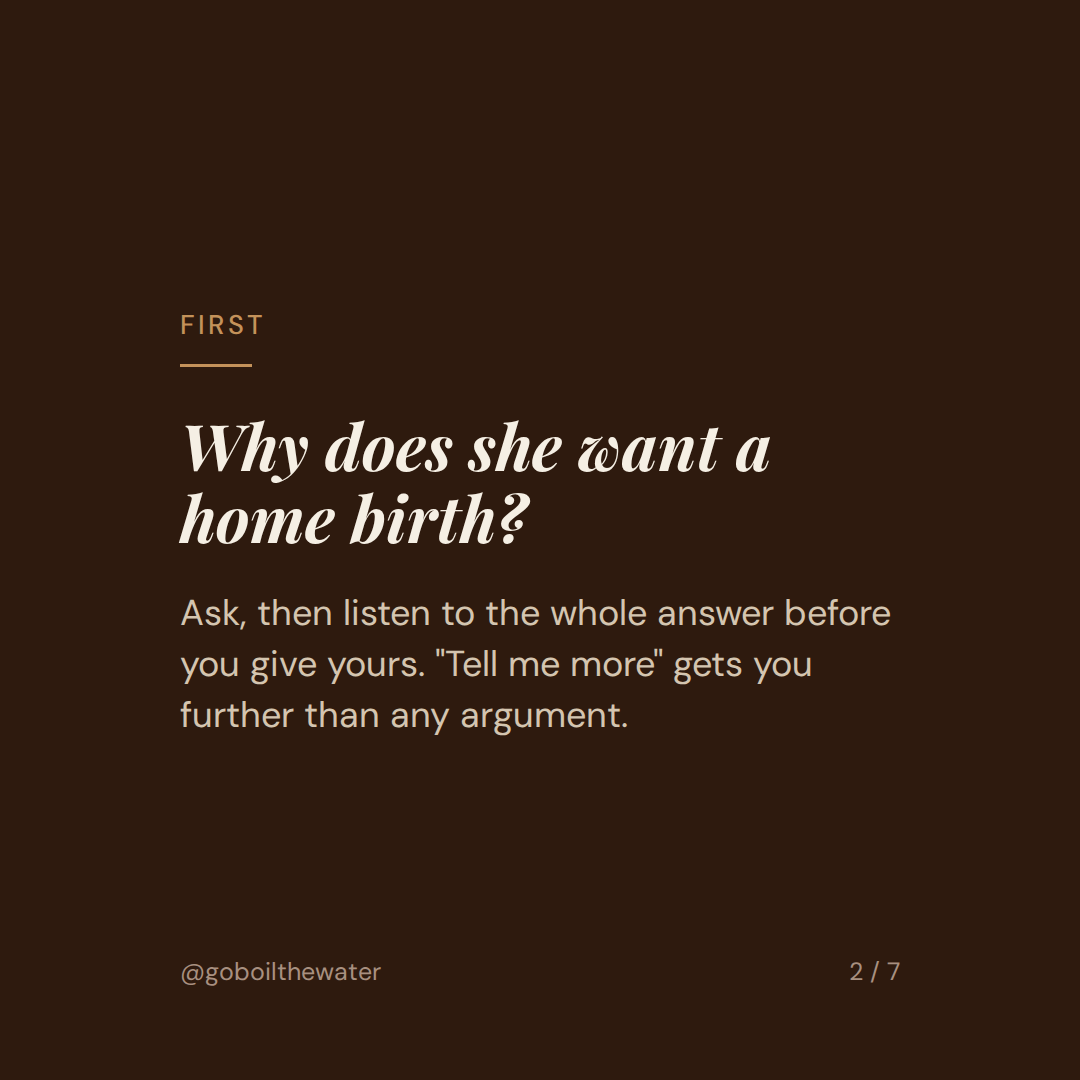 FIRST
Why does she want a
home birth?
Ask, then listen to the whole answer before
you give yours. "Tell me more" gets you
further than any argument.
@goboilthewater
2 / 7